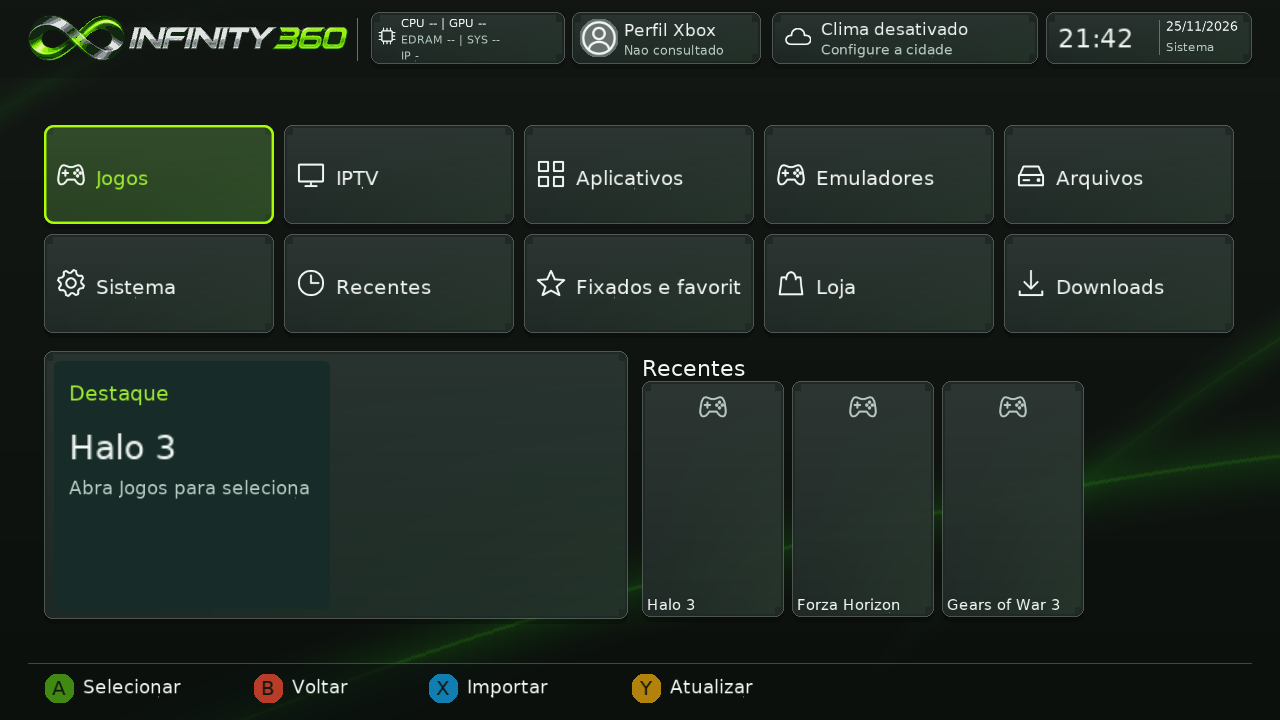 INFINITY 360
CPU -- | GPU --
EDRAM -- | SYS --
IP -
Perfil Xbox
Nao consultado
Clima desativado
Configure a cidade
21:42
25/11/2026
Sistema
Jogos
IPTV
Aplicativos
Emuladores
Arquivos
Sistema
Recentes
Fixados e favorit
Loja
Downloads
Destaque
Halo 3
Abra Jogos para seleciona
Recentes
Halo 3
Forza Horizon
Gears of War 3
A Selecionar
B Voltar
X Importar
Y Atualizar